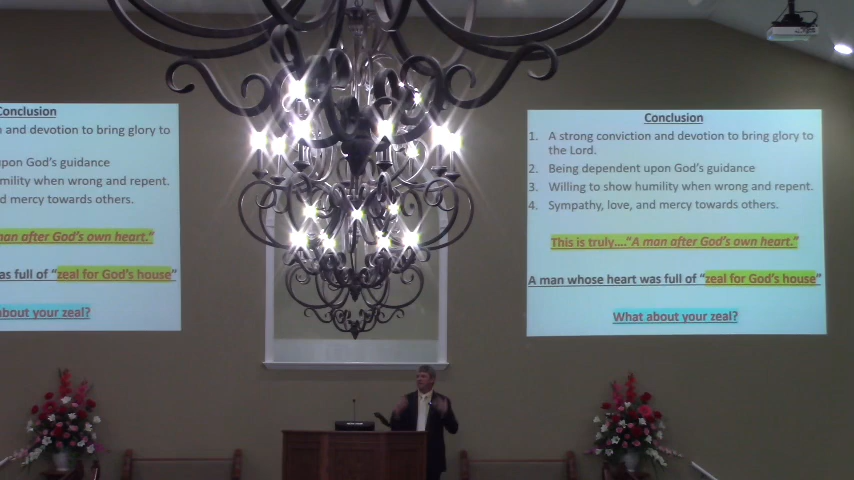 Conclusion
and devotion to bring glory to
upon God's guidance
mility when wrong and repent.
d mercy towards others.
man after God's own heart."
as full of "zeal for God's house"
about your zeal?
Conclusion
1. A strong conviction and devotion to bring glory to
the Lord.
2. Being dependent upon God's guidance
3. Willing to show humility when wrong and repent.
4. Sympathy, love, and mercy towards others.
This is truly…."A man after God's own heart."
A man whose heart was full of "zeal for God's house"
What about your zeal?